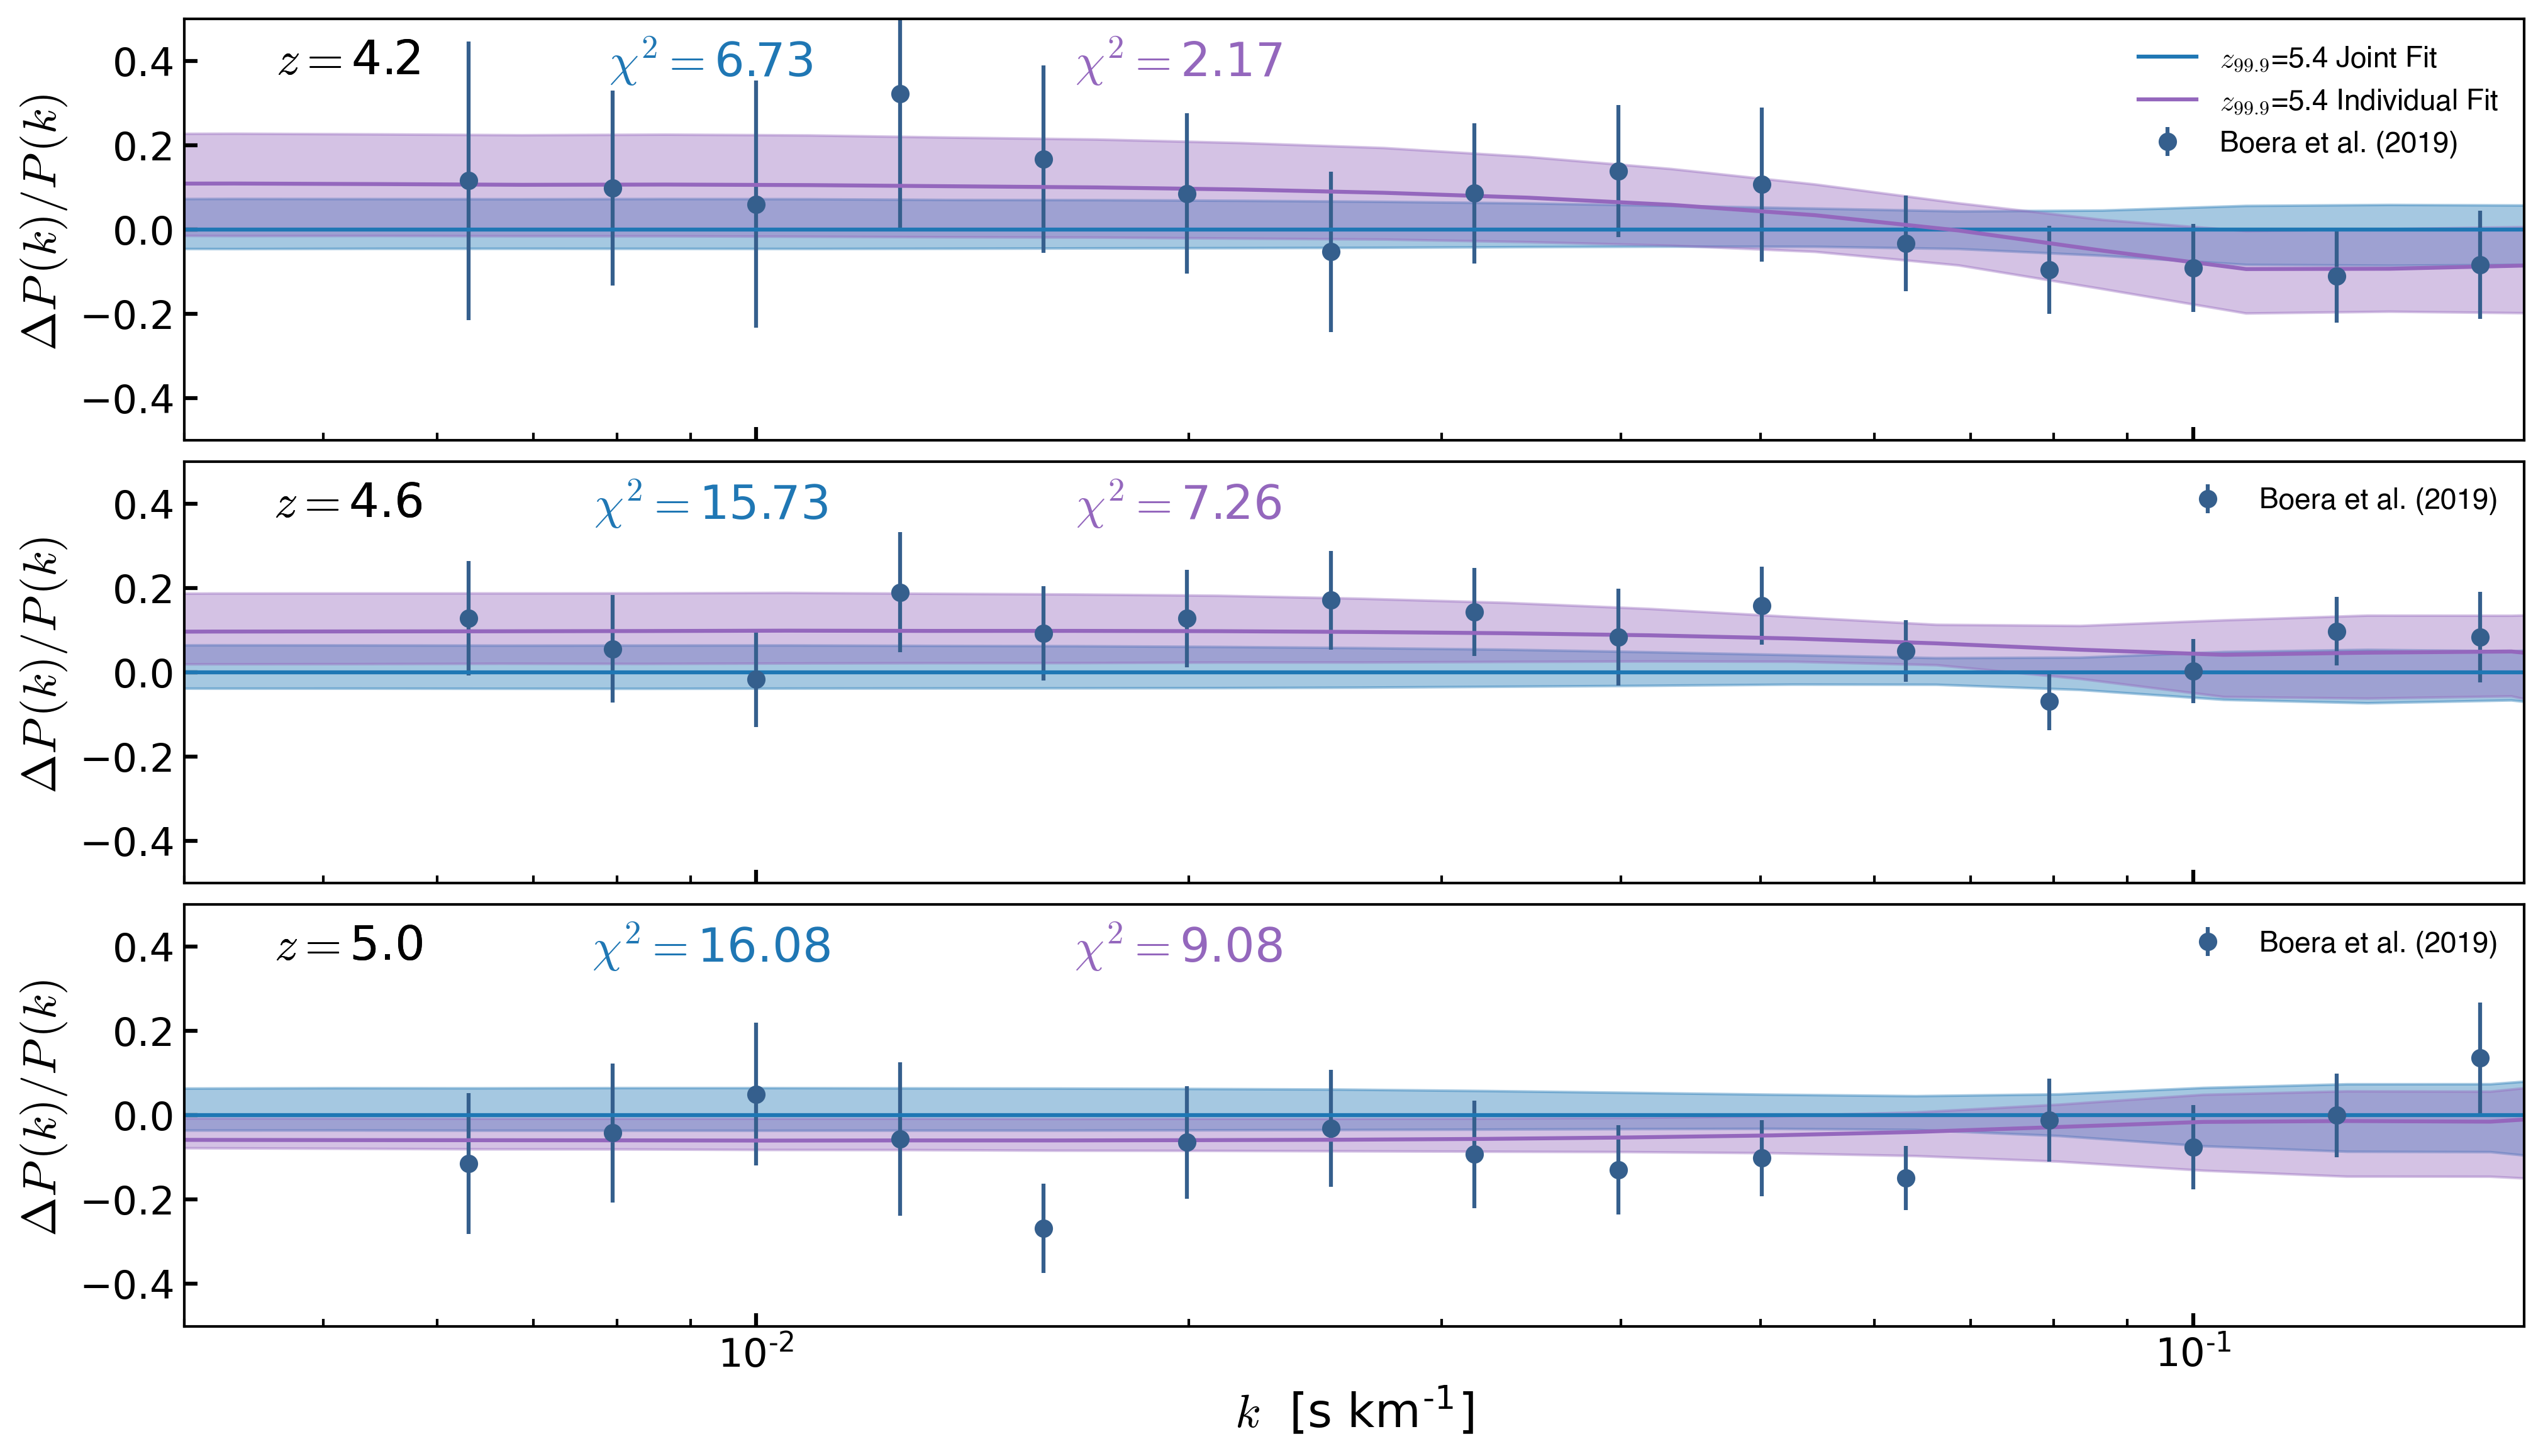 z = 4.2 χ² = 6.73 χ² = 2.17
z₉₉.₉=5.4 Joint Fit
z₉₉.₉=5.4 Individual Fit
Boera et al. (2019)
0.4
0.2
0.0
−0.2
−0.4
ΔP(k)/P(k)
z = 4.6 χ² = 15.73 χ² = 7.26
Boera et al. (2019)
0.4
0.2
0.0
−0.2
−0.4
ΔP(k)/P(k)
z = 5.0 χ² = 16.08 χ² = 9.08
Boera et al. (2019)
0.4
0.2
0.0
−0.2
−0.4
ΔP(k)/P(k)
10⁻² 10⁻¹
k [s km⁻¹]